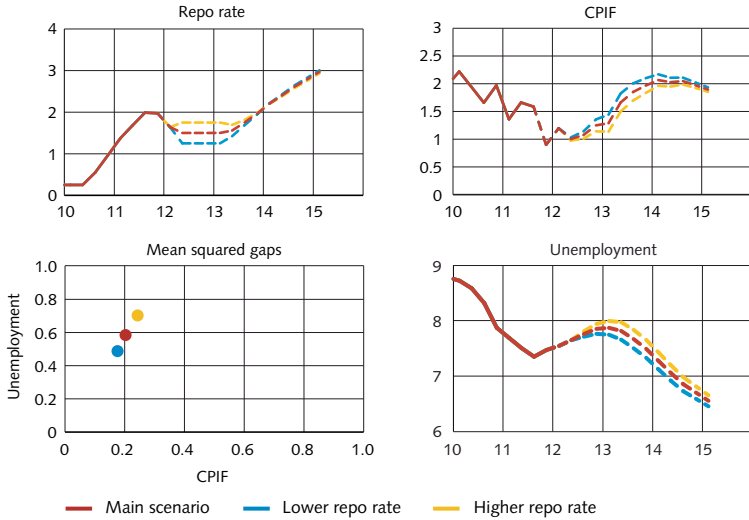 Repo rate
4
3
2
1
0
10 11 12 13 14 15
CPIF
3
2.5
2
1.5
1
0.5
0
10 11 12 13 14 15
Mean squared gaps
Unemployment
1.0
0.8
0.6
0.4
0.2
0
0 0.2 0.4 0.6 0.8 1.0
CPIF
Unemployment
9
8
7
6
10 11 12 13 14 15
Main scenario Lower repo rate Higher repo rate